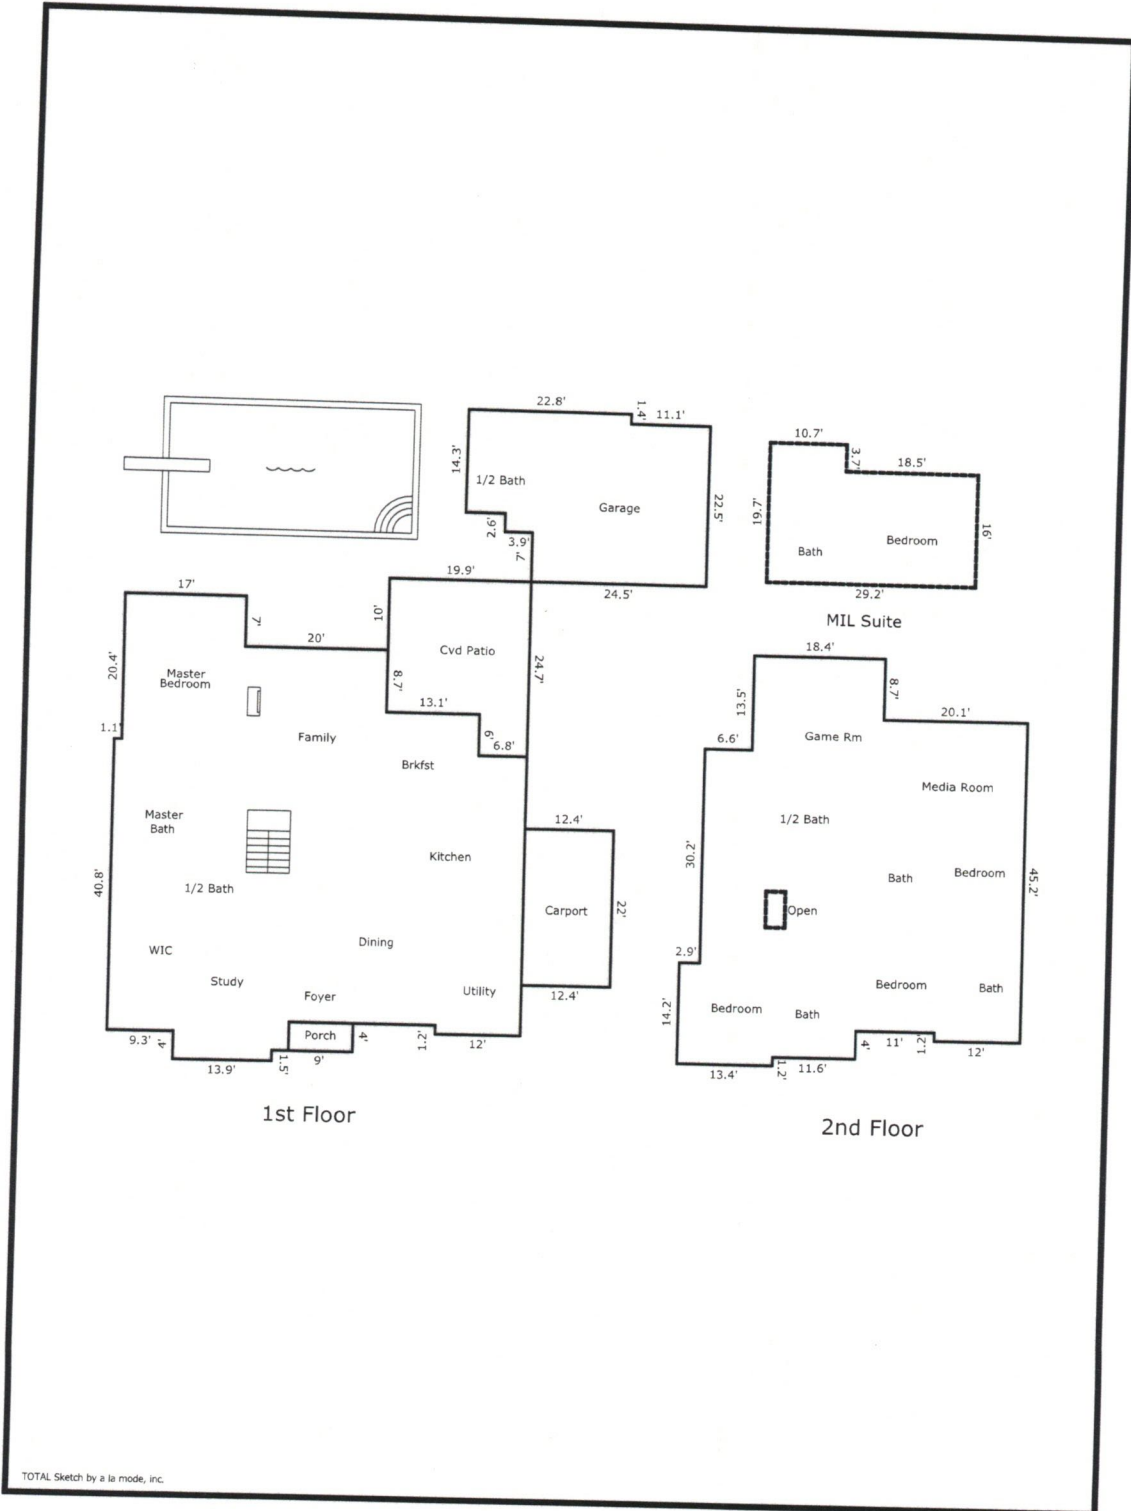 22.8'
1.4'
11.1'
14.3'
1/2 Bath
Garage
22.5'
2.6'
3.9'
7'
24.5'
10.7'
3.7'
18.5'
19.7'
16'
Bath
Bedroom
29.2'
MIL Suite
17'
7'
20'
19.9'
10'
Cvd Patio
24.7'
20.4'
Master
Bedroom
8.7'
13.1'
6'
6.8'
1.1'
Family
Brkfst
Master
Bath
Kitchen
12.4'
40.8'
1/2 Bath
Carport
22'
WIC
Dining
Study
Foyer
Utility
12.4'
Porch
9.3'
4'
13.9'
1.5'
9'
4'
1.2'
12'
1st Floor
18.4'
8.7'
13.5'
20.1'
6.6'
Game Rm
Media Room
1/2 Bath
30.2'
Bath
Bedroom
45.2'
Open
2.9'
14.2'
Bedroom
Bath
Bedroom
Bath
13.4'
1.2'
11.6'
4'
11'
1.2'
12'
2nd Floor
TOTAL Sketch by a la mode, inc.